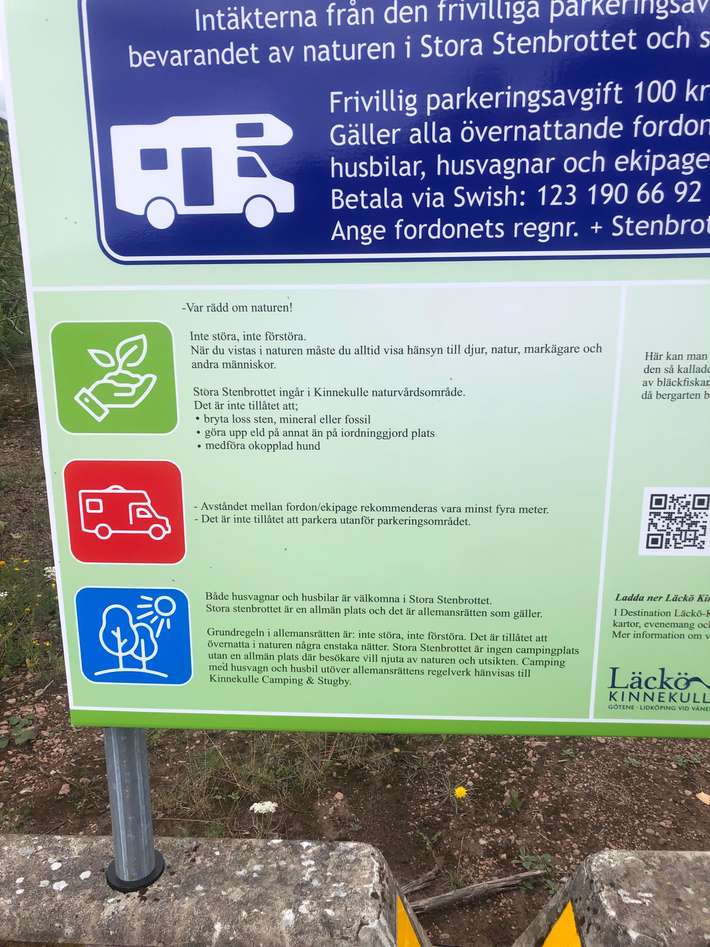 Intäkterna från den frivilliga
bevarandet av naturen i Stora Stenbrottet och
Frivillig parkeringsavgift 100 kr
Gäller alla övernattande fordon
husbilar, husvagnar och ekipage
Betala via Swish: 123 190 66 92
Ange fordonets regnr. +
-Var rädd om naturen!
Inte störa, inte förstöra.
När du vistas i naturen måste du alltid visa hänsyn till djur, natur, markägare och
andra människor.
Stora Stenbrottet ingår i Kinnekulle naturvårdsområde.
Det är inte tillåtet att;
• bryta loss sten, mineral eller fossil
• göra upp eld på annat än på iordninggjord plats
• medföra okopplad hund
- Avståndet mellan fordon/ekipage rekommenderas vara minst fyra meter.
- Det är inte tillåtet att parkera utanför parkeringsområdet.
Både husvagnar och husbilar är välkomna i Stora Stenbrottet.
Stora stenbrottet är en allmän plats och det är allemansrätten som gäller.
Grundregeln i allemansrätten är: inte störa, inte förstöra. Det är tillåtet att
övernatta i naturen några enstaka nätter. Stora Stenbrottet är ingen campingplats
utan en allmän plats där besökare vill njuta av naturen och utsikten. Camping
med husvagn och husbil utöver allemansrättens regelverk hänvisas till
Kinnekulle Camping & Stugby.
Här kan man
den så
av
då bergarten
Ladda ner Läckö
I Destination
kartor, evenemang
Mer information
Läckö
KINNEKULLE
GÖTENE · LIDKÖPING VID